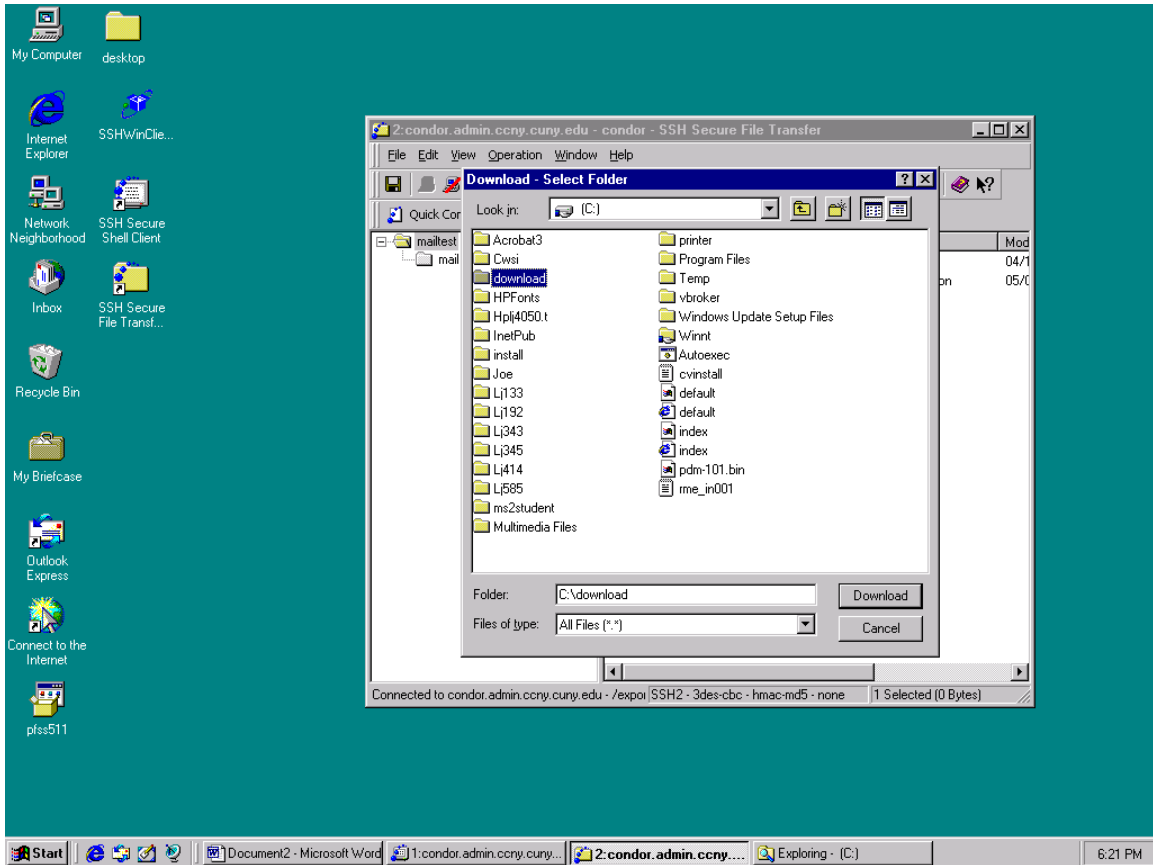 My Computer
desktop
Internet
Explorer
SSHWinClie...
Network
Neighborhood
SSH Secure
Shell Client
Inbox
SSH Secure
File Transf...
Recycle Bin
My Briefcase
Outlook
Express
Connect to the
Internet
pfss511
2:condor.admin.ccny.cuny.edu - condor - SSH Secure File Transfer
File Edit View Operation Window Help
Quick Con
mailtest
mail
Mod
04/1
on 05/0
Download - Select Folder
Look in: (C:)
Acrobat3
Cwsi
download
HPFonts
Hplj4050.t
InetPub
install
Joe
Lj133
Lj192
Lj343
Lj345
Lj414
Lj585
ms2student
Multimedia Files
printer
Program Files
Temp
vbroker
Windows Update Setup Files
Winnt
Autoexec
cvinstall
default
default
index
index
pdm-101.bin
rme_in001
Folder: C:\download
Download
Files of type: All Files (*.*)
Cancel
Connected to condor.admin.ccny.cuny.edu - /expor SSH2 - 3des-cbc - hmac-md5 - none 1 Selected (0 Bytes)
Start Document2 - Microsoft Word 1:condor.admin.ccny.cuny... 2:condor.admin.ccny.... Exploring - (C:) 6:21 PM